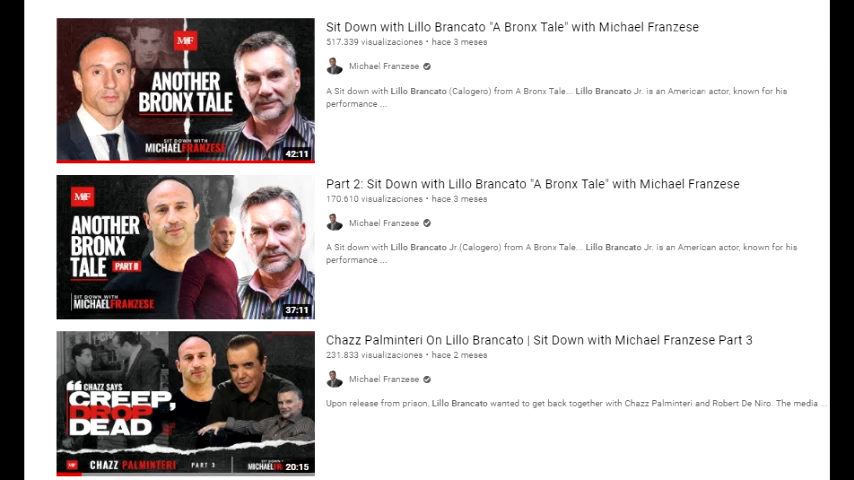 MF
ANOTHER
BRONX TALE
SIT DOWN WITH
MICHAELFRANZESE
42:11
Sit Down with Lillo Brancato "A Bronx Tale" with Michael Franzese
517.339 visualizaciones • hace 3 meses
Michael Franzese
A Sit down with Lillo Brancato (Calogero) from A Bronx Tale... Lillo Brancato Jr. is an American actor, known for his
performance ...
MF
ANOTHER
BRONX
TALE PART II
SIT DOWN WITH
MICHAELFRANZESE
37:11
Part 2: Sit Down with Lillo Brancato "A Bronx Tale" with Michael Franzese
170.610 visualizaciones • hace 3 meses
Michael Franzese
A Sit down with Lillo Brancato Jr.(Calogero) from A Bronx Tale... Lillo Brancato Jr. is an American actor, known for his
performance ...
CHAZZ SAYS
"CREEP,
DROP
DEAD
MF CHAZZ PALMINTERI PART 3
MICHAEL
20:15
Chazz Palminteri On Lillo Brancato | Sit Down with Michael Franzese Part 3
231.833 visualizaciones • hace 2 meses
Michael Franzese
Upon release from prison, Lillo Brancato wanted to get back together with Chazz Palminteri and Robert De Niro. The media ...